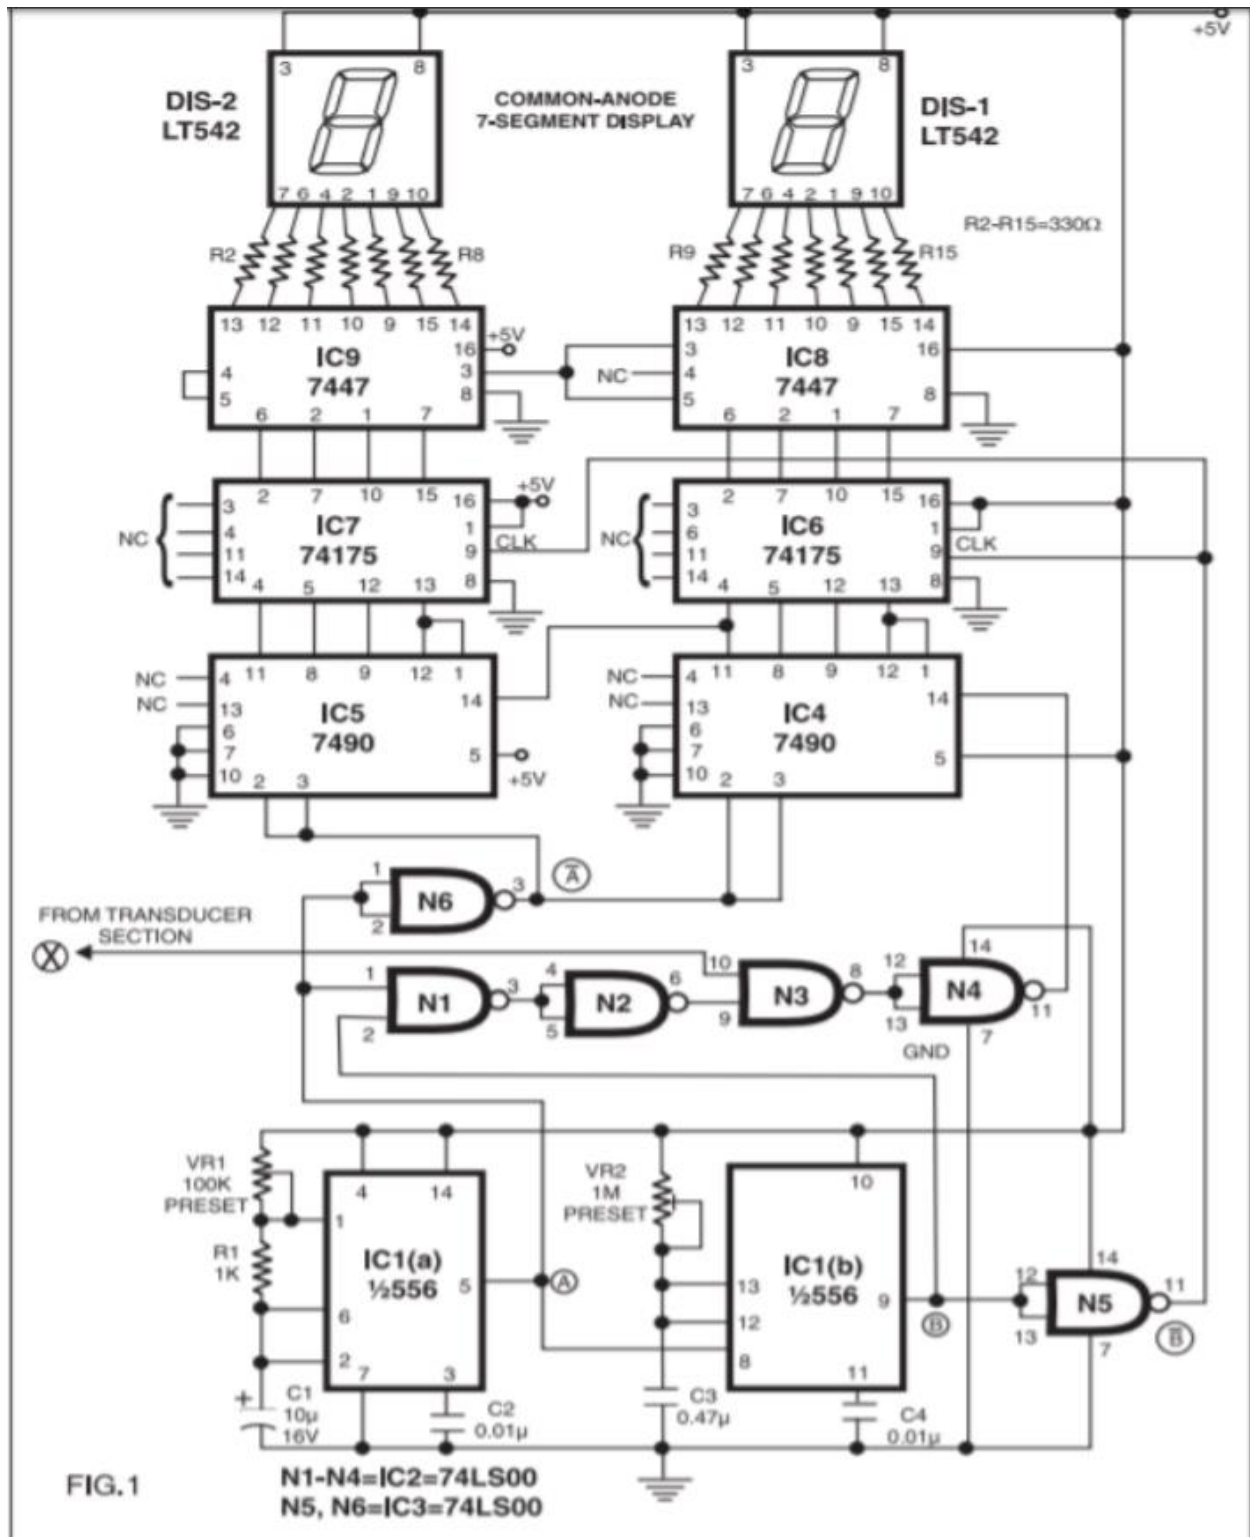 +5V
3 8
3 8
DIS-2
LT542
COMMON-ANODE
7-SEGMENT DISPLAY
DIS-1
LT542
7 6 4 2 1 9 10
7 6 4 2 1 9 10
R2-R15=330Ω
R2
R8
R9
R15
13 12 11 10 9 15 14
13 12 11 10 9 15 14
16
+5V
IC9
7447
3
8
4
5
6 2 1 7
3
NC
4
5
IC8
7447
16
8
6 2 1 7
2 7 10 15
16
+5V
1
CLK
9
8
NC
3
4
11
14
IC7
74175
4 5 12 13
2 7 10 15
16
1
CLK
9
8
NC
3
6
11
14
IC6
74175
4 5 12 13
NC
4
11 8 9 12 1
NC
13
6
7
10
IC5
7490
14
5
+5V
2 3
NC
4
11 8 9 12 1
NC
13
6
7
10
IC4
7490
14
5
2 3
1
2
N6
3
A
FROM TRANSDUCER
SECTION
X
1
2
N1
3
4
5
N2
6
10
9
N3
8
12
13
N4
14
11
7
GND
VR1
100K
PRESET
R1
1K
4 14
1
IC1(a)
½556
5
A
6
2
7 3
C1
10µ
16V
+
C2
0.01µ
VR2
1M
PRESET
10
IC1(b)
½556
13
12
8
9
B
11
C3
0.47µ
C4
0.01µ
14
12
13
N5
11
B
7
FIG.1
N1-N4=IC2=74LS00
N5, N6=IC3=74LS00